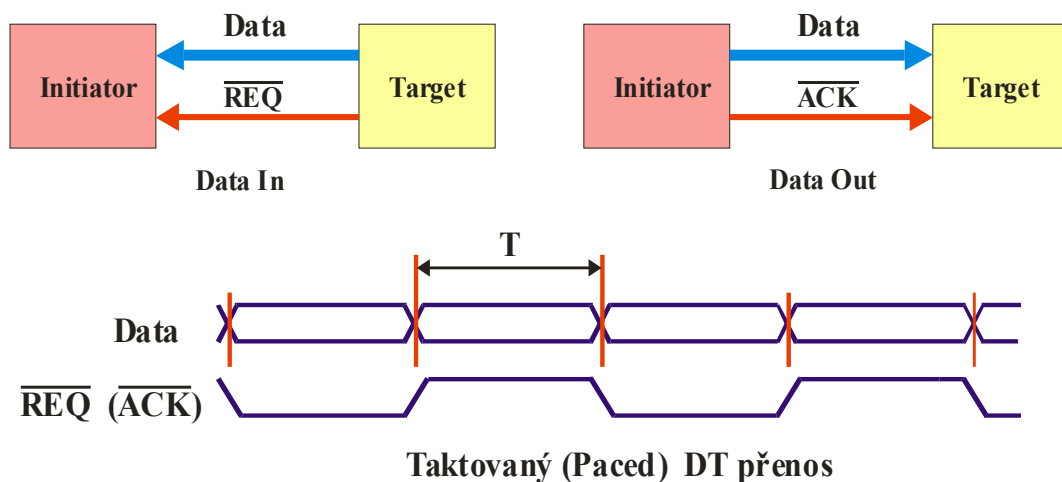 Data
Initiator
REQ
Target
Data In
Data
Initiator
ACK
Target
Data Out
T
Data
REQ (ACK)
Taktovaný (Paced) DT přenos